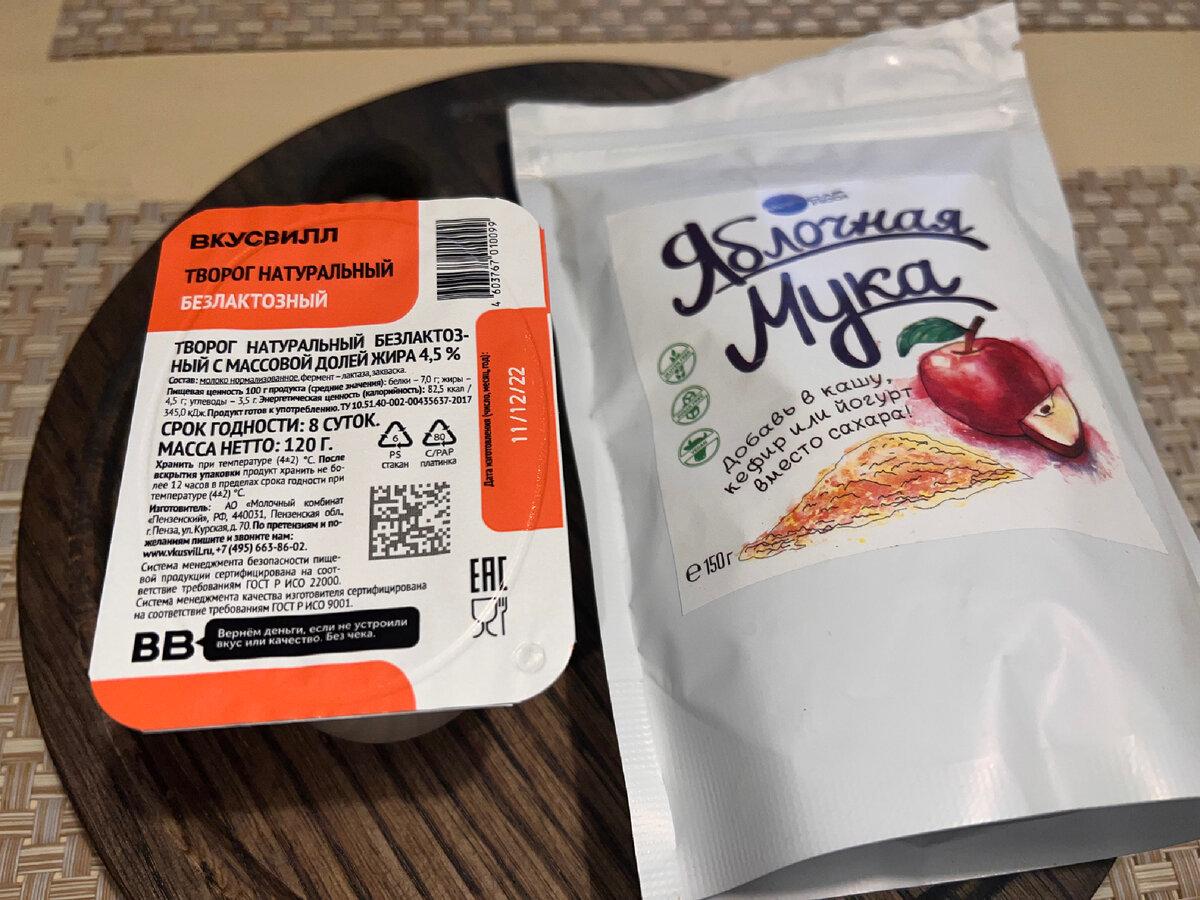 ВКУСВИЛЛ
ТВОРОГ НАТУРАЛЬНЫЙ
БЕЗЛАКТОЗНЫЙ
4 603767 010099
ТВОРОГ НАТУРАЛЬНЫЙ БЕЗЛАКТОЗ-
НЫЙ С МАССОВОЙ ДОЛЕЙ ЖИРА 4,5 %
Состав: молоко нормализованное, фермент – лактаза, закваска.
Пищевая ценность 100 г продукта (средние значения): белки – 7,0 г; жиры –
4,5 г; углеводы – 3,5 г. Энергетическая ценность (калорийность): 82,5 ккал /
345,0 кДж. Продукт готов к употреблению. ТУ 10.51.40-002-00435637-2017
СРОК ГОДНОСТИ: 8 СУТОК.
МАССА НЕТТО: 120 Г.
Хранить при температуре (4±2) °С. После
вскрытия упаковки продукт хранить не бо-
лее 12 часов в пределах срока годности при
температуре (4±2) °С.
Изготовитель: АО «Молочный комбинат
«Пензенский», РФ, 440031, Пензенская обл.,
г. Пенза, ул. Курская, д. 70. По претензиям и по-
желаниям пишите и звоните нам:
www.vkusvill.ru, +7 (495) 663-86-02.
Система менеджмента безопасности пище-
вой продукции сертифицирована на соот-
ветствие требованиям ГОСТ Р ИСО 22000.
Система менеджмента качества изготовителя сертифицирована
на соответствие требованиям ГОСТ Р ИСО 9001.
6
PS
стакан
80
C/PAP
платинка
Дата изготовления (число, месяц, год):
11/12/22
EAC
ВВ
Вернём деньги, если не устроили
вкус или качество. Без чека.
Яблочная
Мука
Добавь в кашу,
кефир или йогурт
вместо сахара!
е 150 г